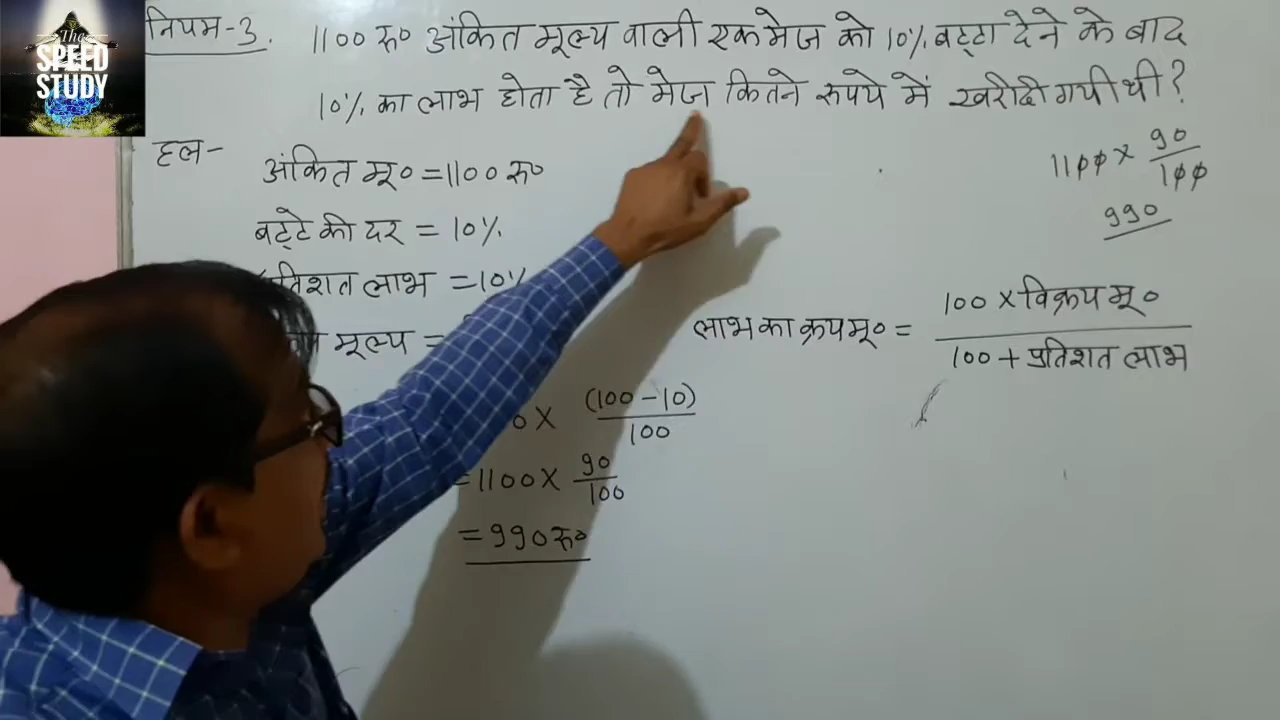 The
SPEED
STUDY
नियम-3. 1100 रु० अंकित मूल्य वाली एक मेज को 10% बट्टा देने के बाद
10% का लाभ होता है तो मेज कितने रुपये में खरीदी गयी थी?
हल-
अंकित मू० = 1100 रु०
बट्टे की दर = 10%
प्रतिशत लाभ = 10%
मूल्य =
0 × (100 - 10)
100
= 1100 × 90
100
= 990 रु०
1100 × 90
100
990
लाभ का क्रय मू० = 100 × विक्रय मू०
100 + प्रतिशत लाभ